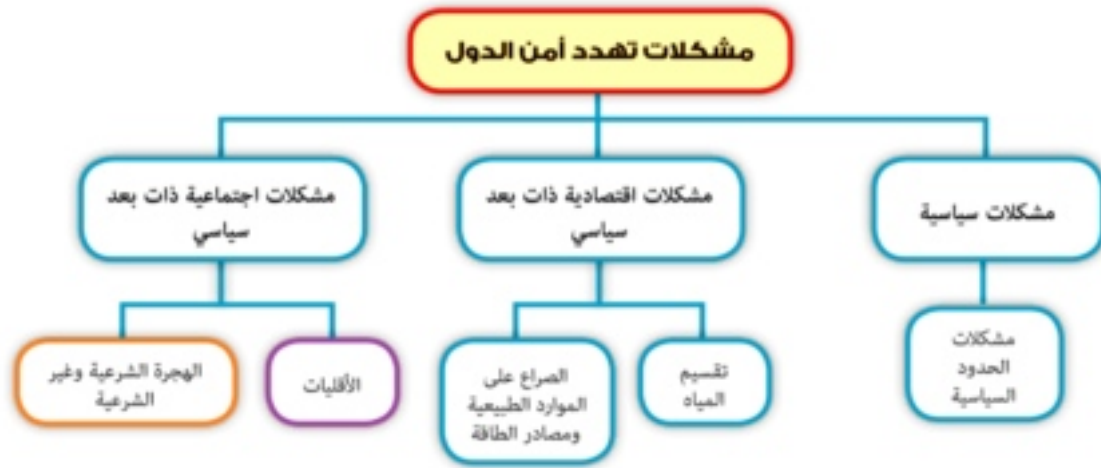 مشكلات تهدد أمن الدول
مشكلات سياسية
مشكلات اقتصادية ذات بعد
سياسي
مشكلات اجتماعية ذات بعد
سياسي
مشكلات
الحدود
السياسية
تقسيم
المياه
الصراع على
الموارد الطبيعية
ومصادر الطاقة
الأقليات
الهجرة الشرعية وغير
الشرعية